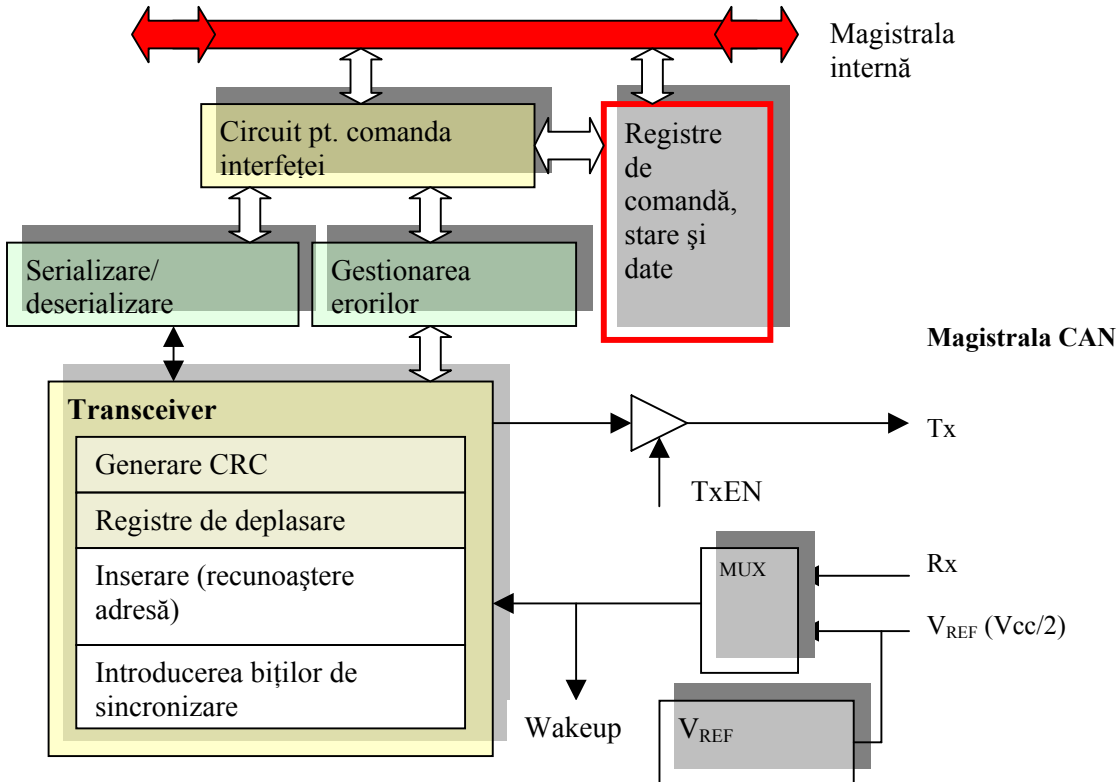 Magistrala
internă
Circuit pt. comanda
interfeței
Registre
de
comandă,
stare şi
date
Serializare/
deserializare
Gestionarea
erorilor
Magistrala CAN
Transceiver
Generare CRC
Registre de deplasare
Inserare (recunoaştere
adresă)
Introducerea biților de
sincronizare
Tx
TxEN
MUX
Rx
VREF (Vcc/2)
Wakeup
VREF